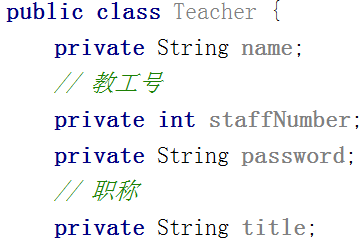 public class Teacher {
    private String name;
    // 教工号
    private int staffNumber;
    private String password;
    // 职称
    private String title;